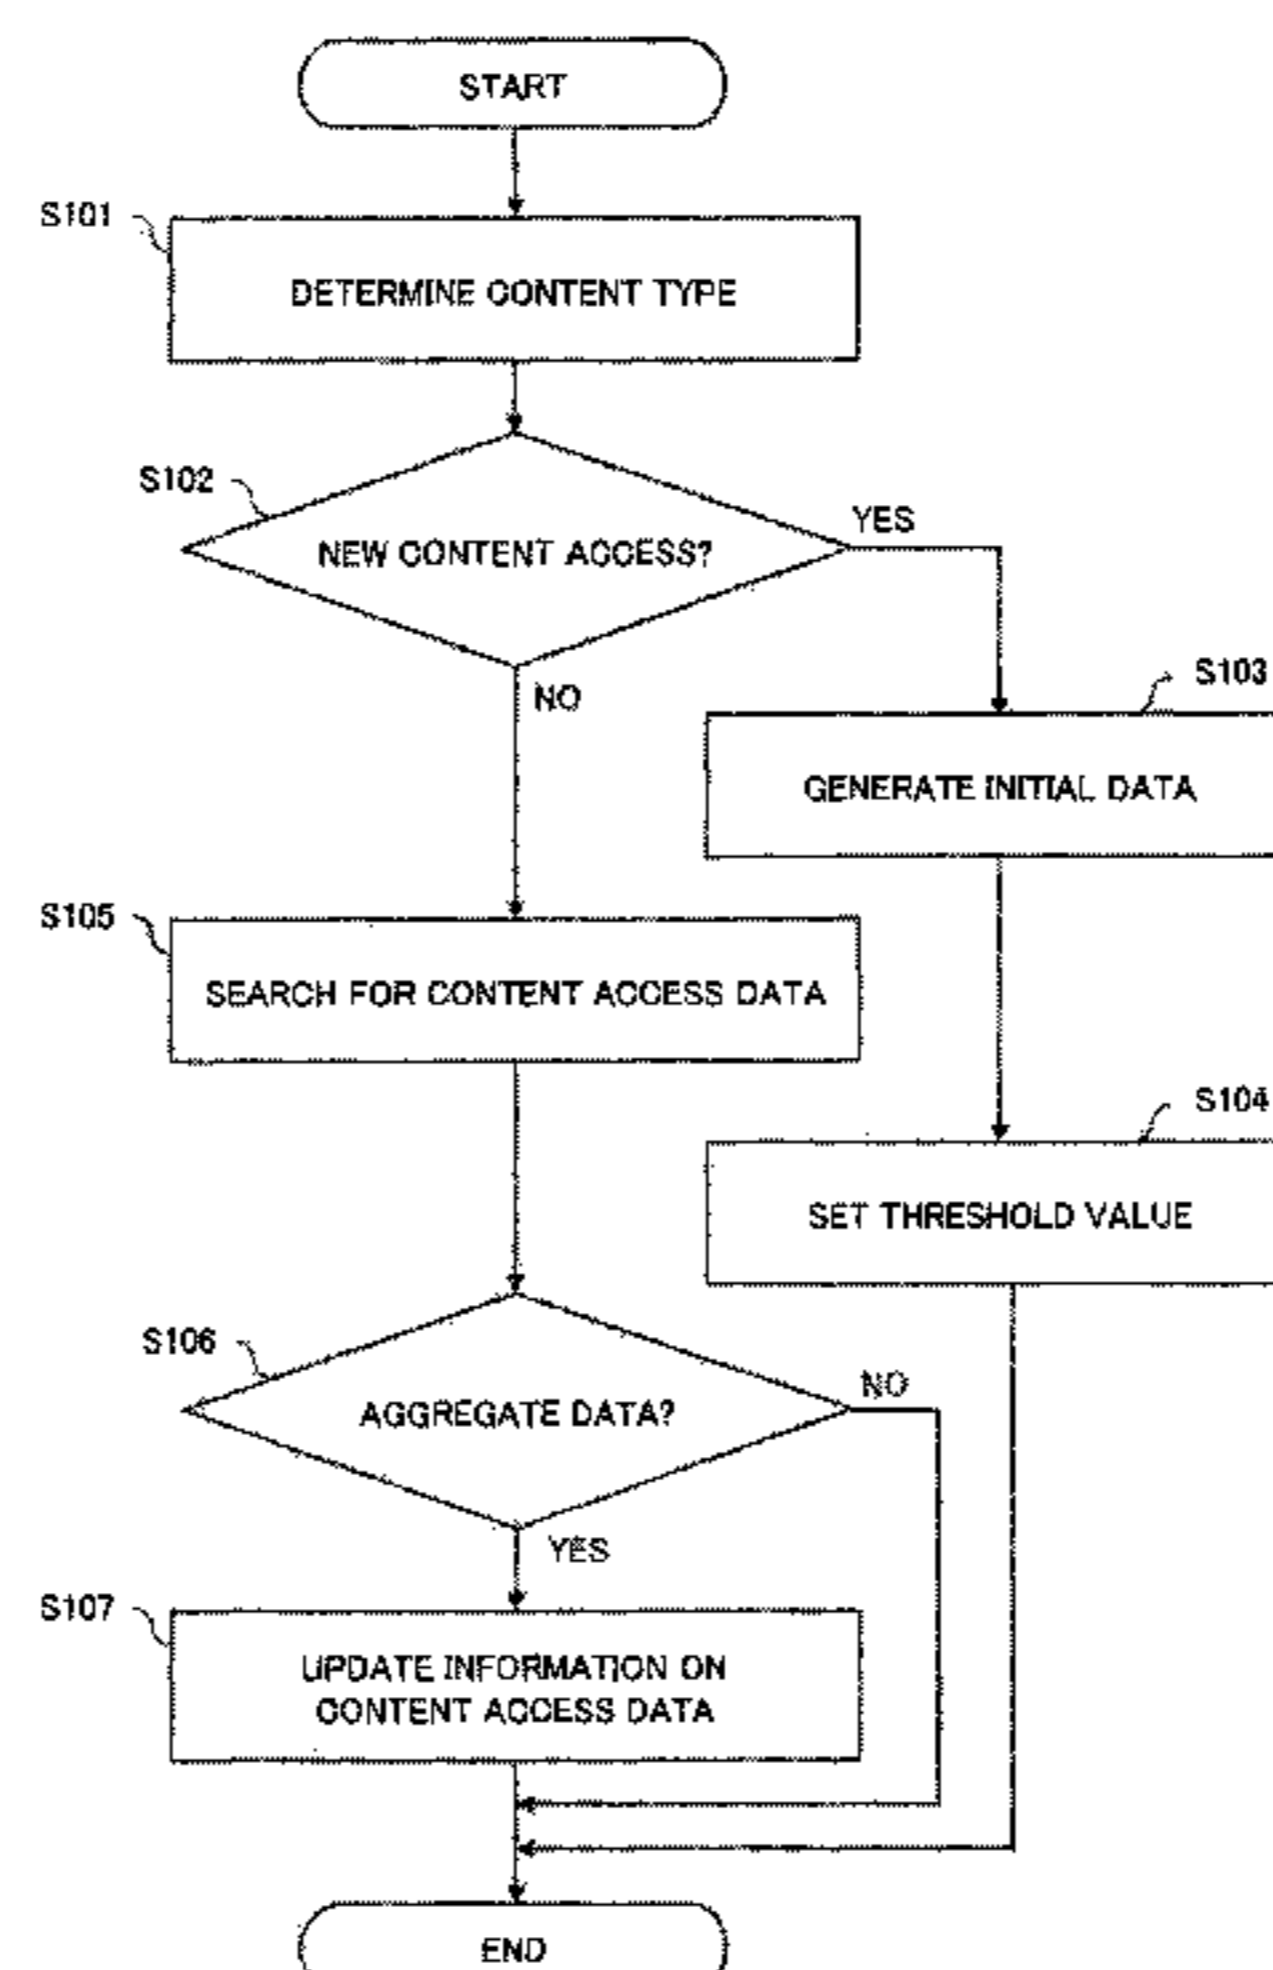 START
S101
DETERMINE CONTENT TYPE
S102
NEW CONTENT ACCESS?
YES
NO
S103
GENERATE INITIAL DATA
S105
SEARCH FOR CONTENT ACCESS DATA
S104
SET THRESHOLD VALUE
S106
AGGREGATE DATA?
NO
YES
S107
UPDATE INFORMATION ON
CONTENT ACCESS DATA
END